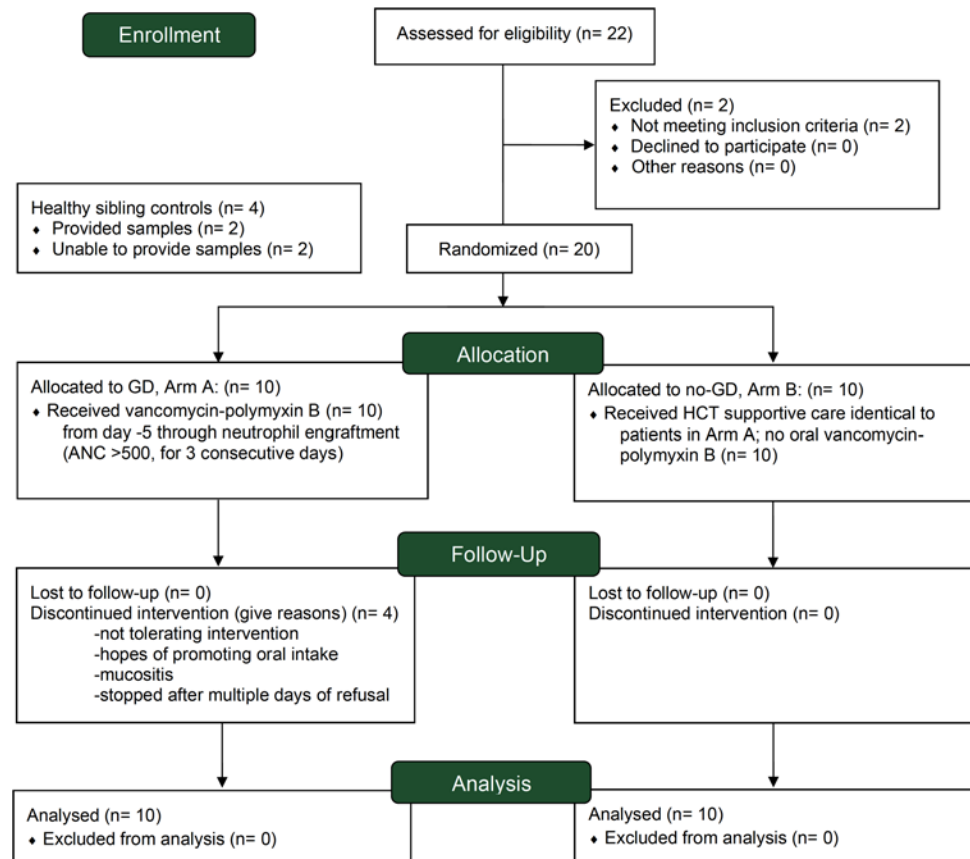 Enrollment
Assessed for eligibility (n= 22)
Excluded (n= 2)
♦ Not meeting inclusion criteria (n= 2)
♦ Declined to participate (n= 0)
♦ Other reasons (n= 0)
Healthy sibling controls (n= 4)
♦ Provided samples (n= 2)
♦ Unable to provide samples (n= 2)
Randomized (n= 20)
Allocation
Allocated to GD, Arm A: (n= 10)
♦ Received vancomycin-polymyxin B (n= 10)
from day -5 through neutrophil engraftment
(ANC >500, for 3 consecutive days)
Allocated to no-GD, Arm B: (n= 10)
♦ Received HCT supportive care identical to
patients in Arm A; no oral vancomycin-
polymyxin B (n= 10)
Follow-Up
Lost to follow-up (n= 0)
Discontinued intervention (give reasons) (n= 4)
-not tolerating intervention
-hopes of promoting oral intake
-mucositis
-stopped after multiple days of refusal
Lost to follow-up (n= 0)
Discontinued intervention (n= 0)
Analysis
Analysed (n= 10)
♦ Excluded from analysis (n= 0)
Analysed (n= 10)
♦ Excluded from analysis (n= 0)